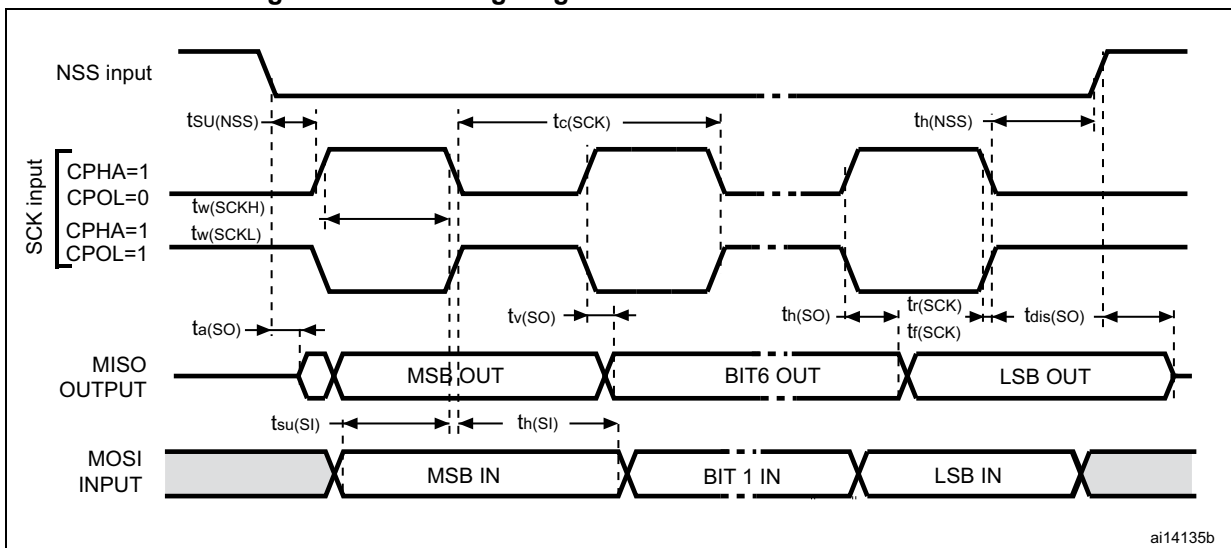 NSS input
tSU(NSS)
tc(SCK)
th(NSS)
SCK input
CPHA=1
CPOL=0
tw(SCKH)
CPHA=1
tw(SCKL)
CPOL=1
ta(SO)
tv(SO)
th(SO)
tr(SCK)
tf(SCK)
tdis(SO)
MISO
OUTPUT
MSB OUT
BIT6 OUT
LSB OUT
tsu(SI)
th(SI)
MOSI
INPUT
MSB IN
BIT 1 IN
LSB IN
ai14135b